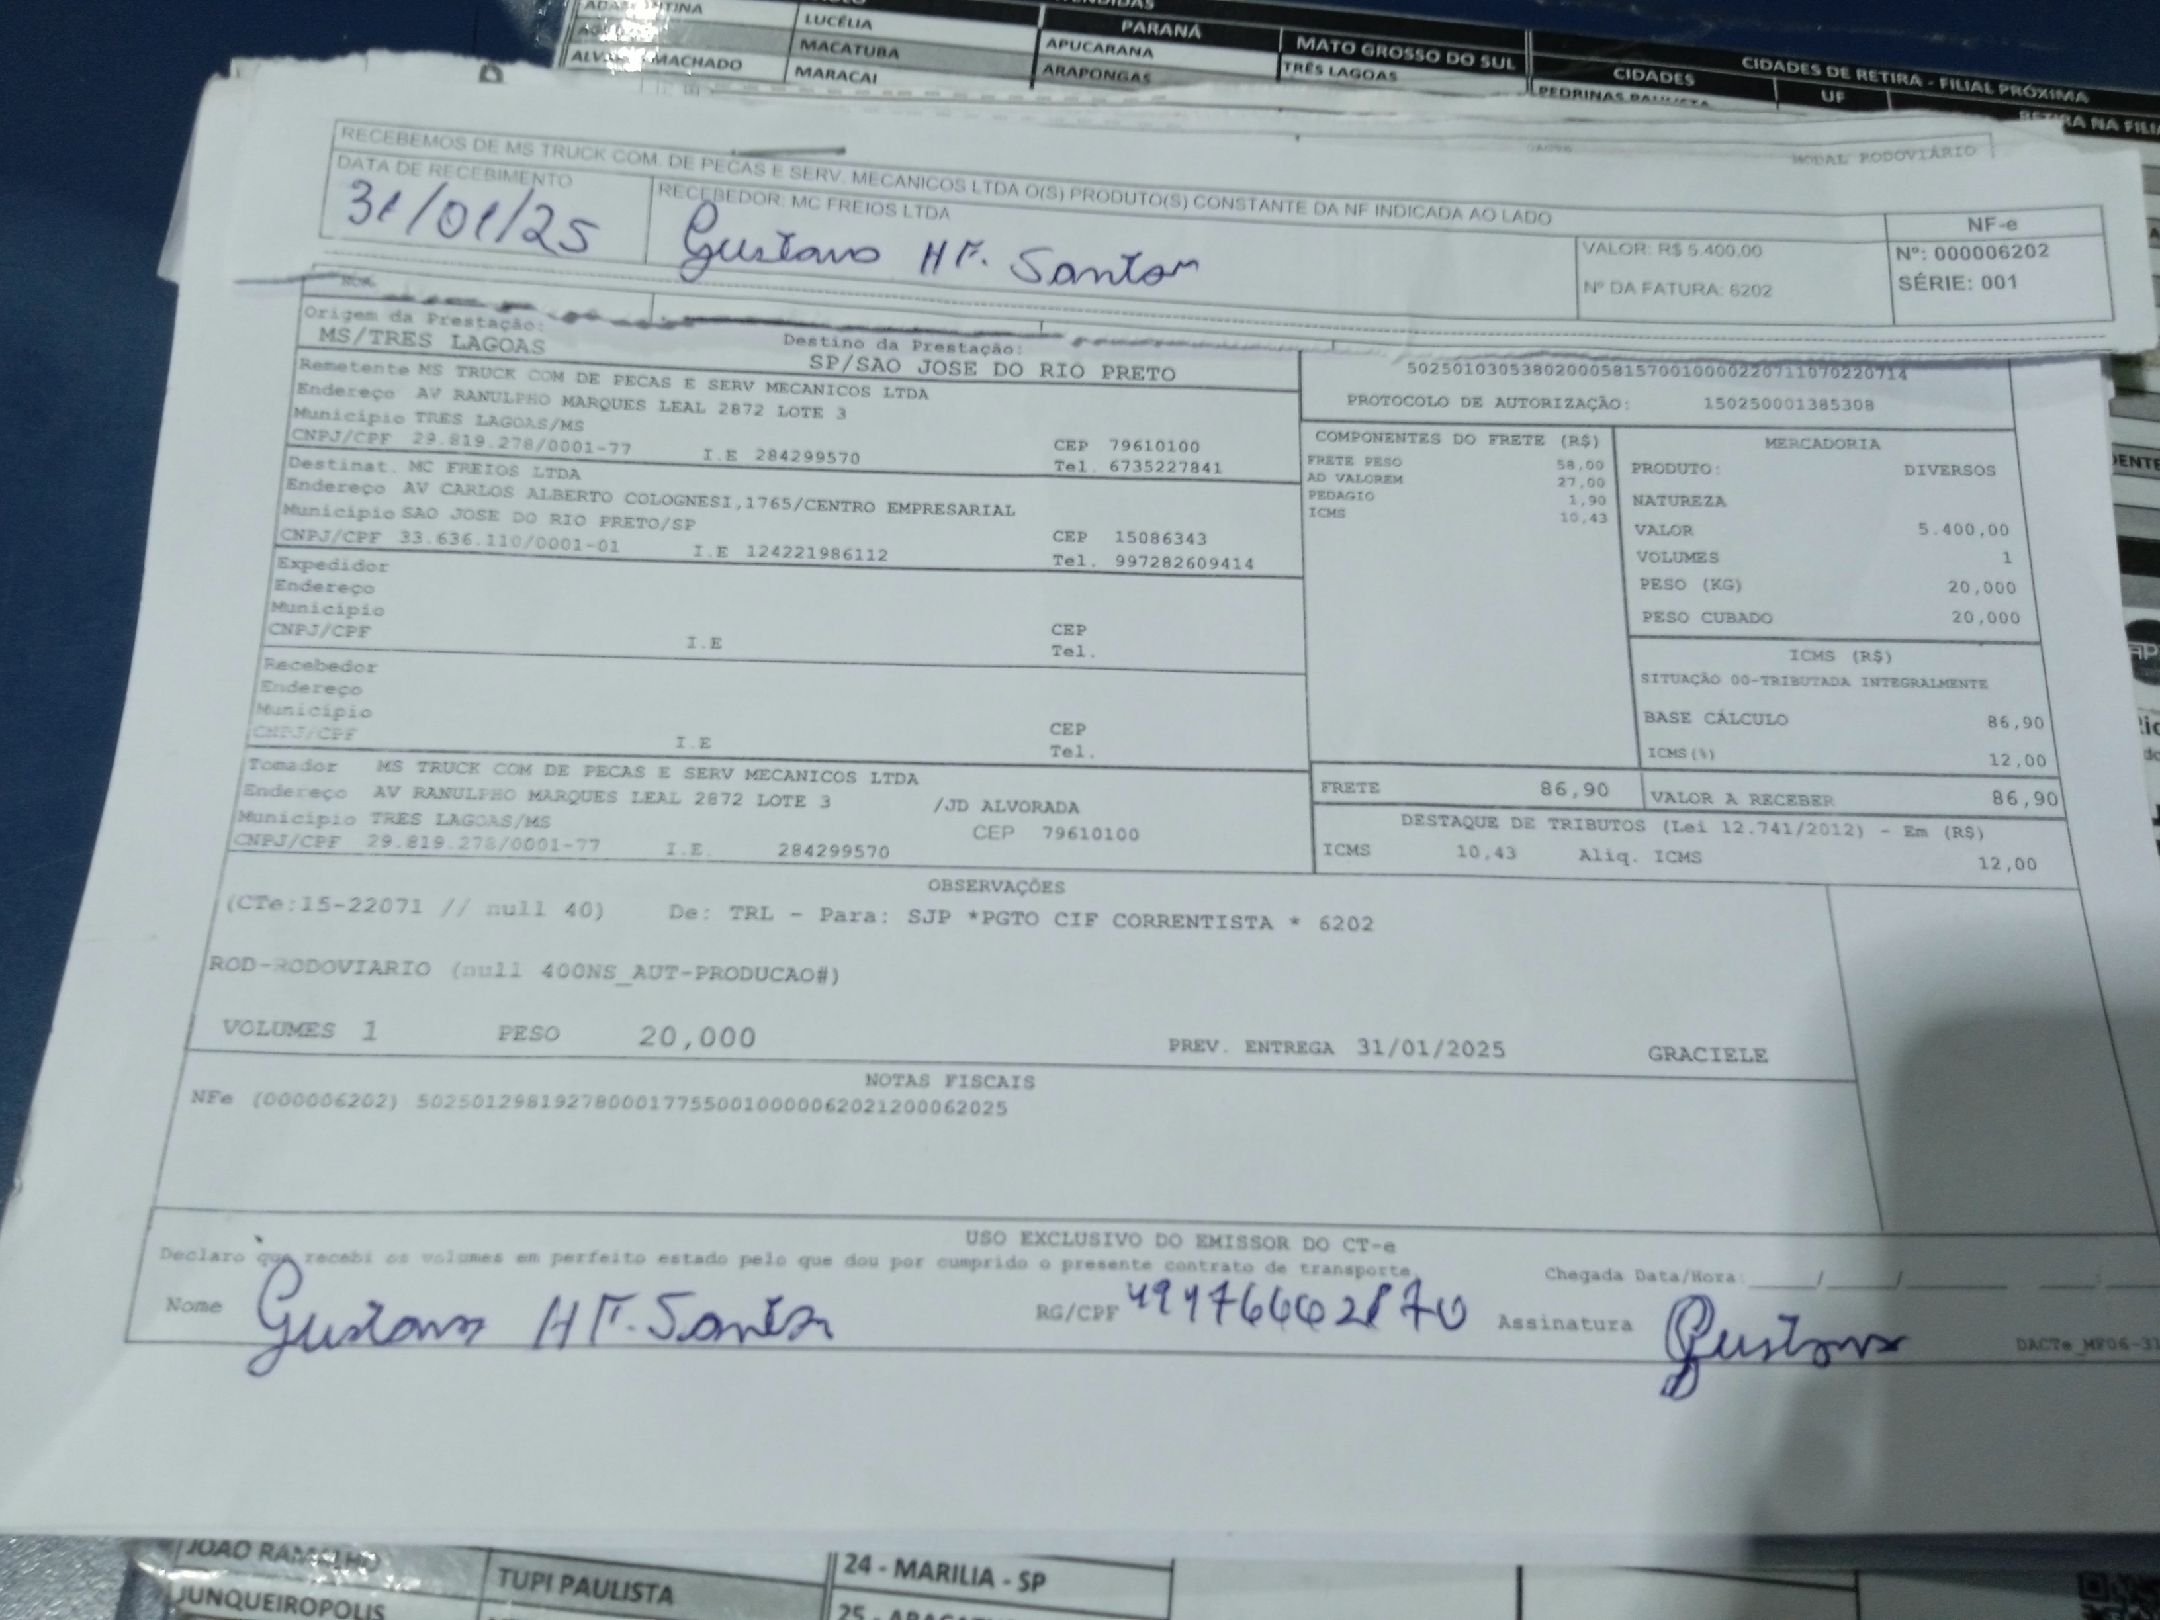 LUCÉLIA
PARANÁ
MACATUBA
APUCARANA
MATO GROSSO DO SUL
CIDADES
CIDADES DE RETIRA - FILIAL PRÓXIMA
MACHADO
MARACAI
ARAPONGAS
TRÊS LAGOAS
UF
MODAL RODOVIÁRIO
RECEBEMOS DE MS TRUCK COM. DE PECAS E SERV. MECANICOS LTDA O(S) PRODUTO(S) CONSTANTE DA NF INDICADA AO LADO
NF-e
DATA DE RECEBIMENTO
31/01/25
RECEBEDOR: MC FREIOS LTDA
Gustavo H F. Santos
VALOR: R$ 5.400,00
Nº DA FATURA: 6202
Nº: 000006202
SÉRIE: 001
Origem da Prestação:
MS/TRES LAGOAS
Destino da Prestação:
SP/SAO JOSE DO RIO PRETO
PROTOCOLO DE AUTORIZAÇÃO: 150250001385308
Remetente MS TRUCK COM DE PECAS E SERV MECANICOS LTDA
Endereço AV RANULPHO MARQUES LEAL 2872 LOTE 3
Município TRES LAGOAS/MS
CEP 79610100
CNPJ/CPF 29.819.278/0001-77 I.E 284299570
Tel. 6735227841
Destinat. MC FREIOS LTDA
Endereço AV CARLOS ALBERTO COLOGNESI,1765/CENTRO EMPRESARIAL
Município SAO JOSE DO RIO PRETO/SP
CEP 15086343
CNPJ/CPF 33.636.110/0001-01 I.E 124221986112
Tel. 997282609414
Expedidor
Endereço
Município
CEP
CNPJ/CPF I.E
Tel.
Recebedor
Endereço
Município
CEP
CNPJ/CPF I.E
Tel.
Tomador MS TRUCK COM DE PECAS E SERV MECANICOS LTDA
Endereço AV RANULPHO MARQUES LEAL 2872 LOTE 3 /JD ALVORADA
Município TRES LAGOAS/MS CEP 79610100
CNPJ/CPF 29.819.278/0001-77 I.E. 284299570
COMPONENTES DO FRETE (R$)
FRETE PESO 58,00
AD VALOREM 27,00
PEDAGIO 1,90
ICMS 10,43
MERCADORIA
PRODUTO: DIVERSOS
NATUREZA
VALOR 5.400,00
VOLUMES 1
PESO (KG) 20,000
PESO CUBADO 20,000
ICMS (R$)
SITUAÇÃO 00-TRIBUTADA INTEGRALMENTE
BASE CÁLCULO 86,90
ICMS(%) 12,00
FRETE 86,90
VALOR A RECEBER 86,90
DESTAQUE DE TRIBUTOS (Lei 12.741/2012) - Em (R$)
ICMS 10,43 Aliq. ICMS 12,00
OBSERVAÇÕES
(CTe:15-22071 // null 40) De: TRL - Para: SJP *PGTO CIF CORRENTISTA * 6202
ROD-RODOVIARIO (null 400NS_AUT-PRODUCAO#)
VOLUMES 1 PESO 20,000 PREV. ENTREGA 31/01/2025 GRACIELE
NOTAS FISCAIS
NFe (000006202) 50250129819278000177550010000062021200062025
USO EXCLUSIVO DO EMISSOR DO CT-e
Declaro que recebi os volumes em perfeito estado pelo que dou por cumprido o presente contrato de transporte.
Chegada Data/Hora: ____/____/____
Nome Gustavo H F. Santos RG/CPF Assinatura Gustavo
JOAO RAMALHO
TUPI PAULISTA
24 - MARILIA - SP
JUNQUEIROPOLIS